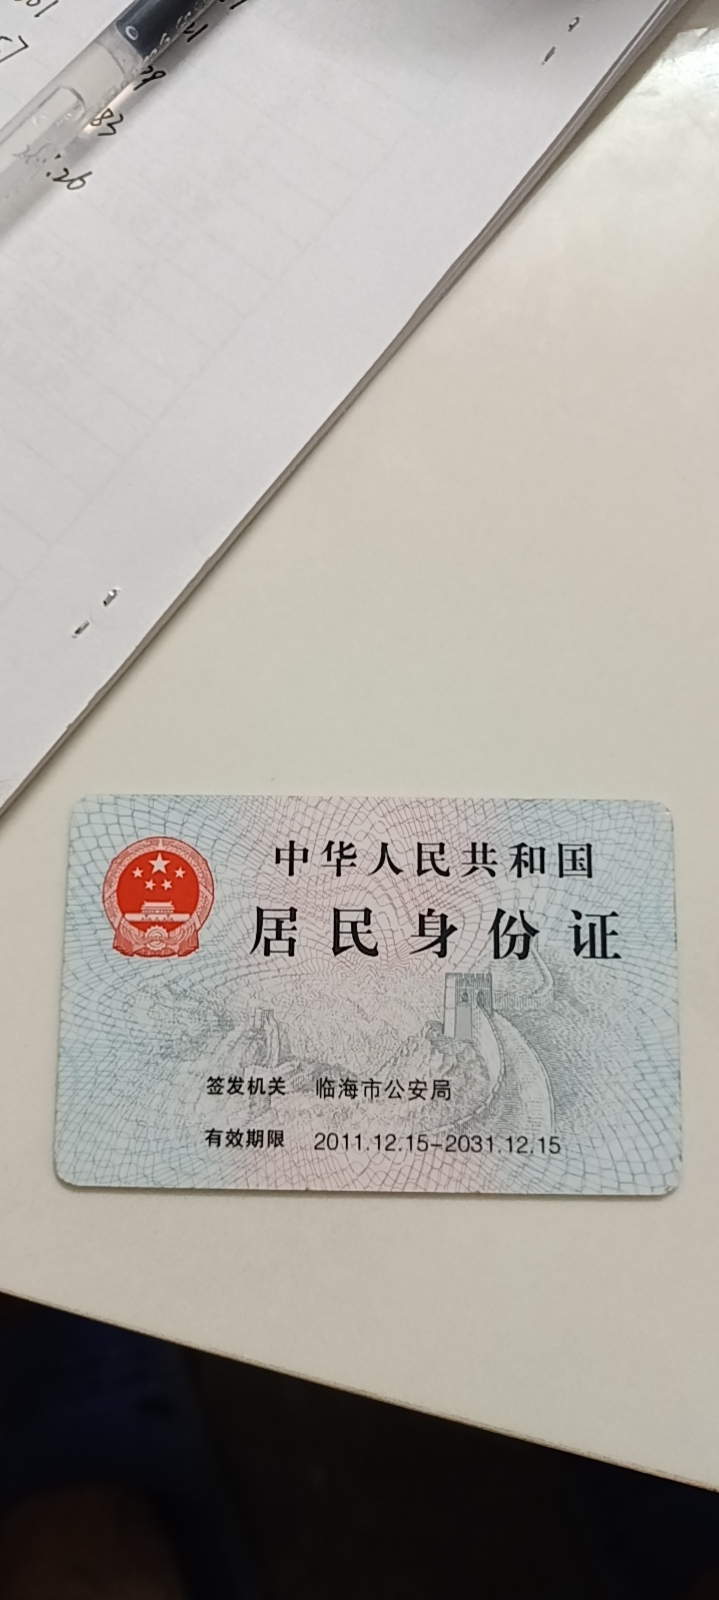 83
中华人民共和国
居民身份证
签发机关 临海市公安局
有效期限 2011.12.15-2031.12.15